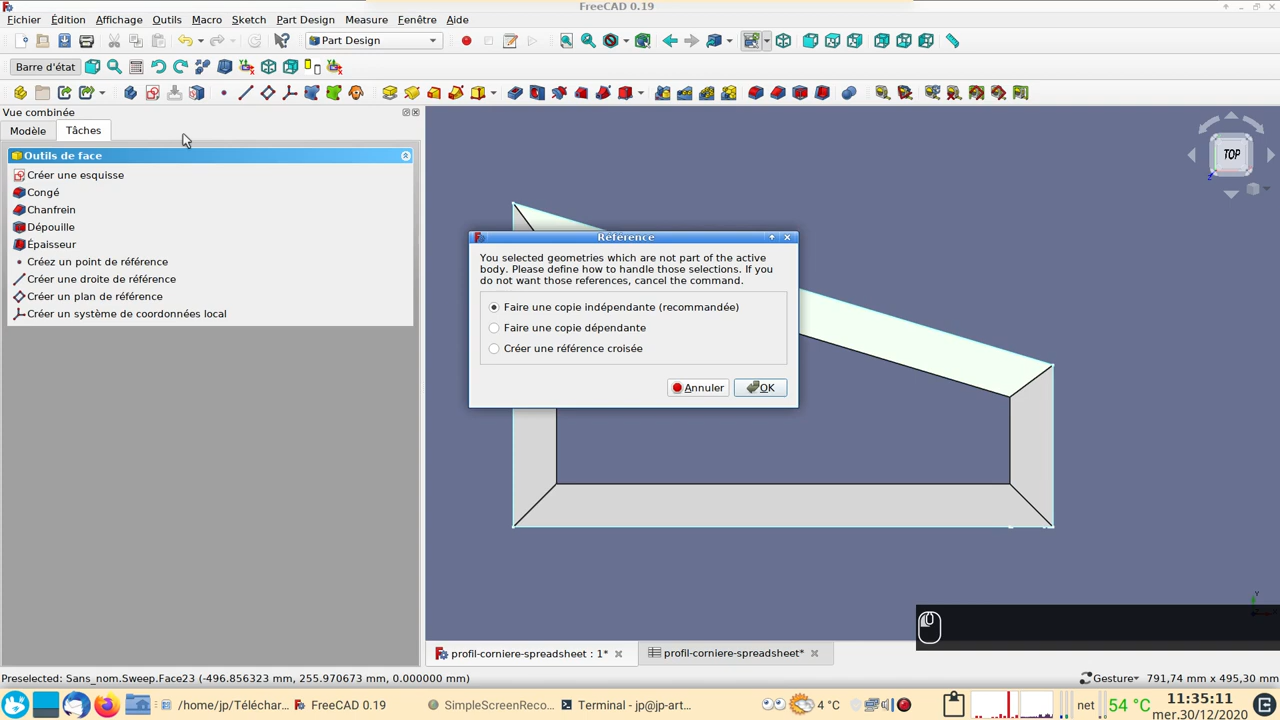 FreeCAD 0.19
Fichier Édition Affichage Outils Macro Sketch Part Design Measure Fenêtre Aide
Part Design
Barre d'état
Vue combinée
Modèle Tâches
Outils de face
Créer une esquisse
Congé
Chanfrein
Dépouille
Épaisseur
Créez un point de référence
Créer une droite de référence
Créer un plan de référence
Créer un système de coordonnées local
TOP
Z
Référence
You selected geometries which are not part of the active
body. Please define how to handle those selections. If you
do not want those references, cancel the command.
Faire une copie indépendante (recommandée)
Faire une copie dépendante
Créer une référence croisée
Annuler OK
Y
profil-corniere-spreadsheet : 1* profil-corniere-spreadsheet*
Preselected: Sans_nom.Sweep.Face23 (-496.856323 mm, 255.970673 mm, 0.000000 mm) Gesture 791,74 mm x 495,30 mm
/home/jp/Téléchar... FreeCAD 0.19 SimpleScreenReco... Terminal - jp@jp-art... 4 °C net 54 °C 11:35:11
mer.30/12/2020